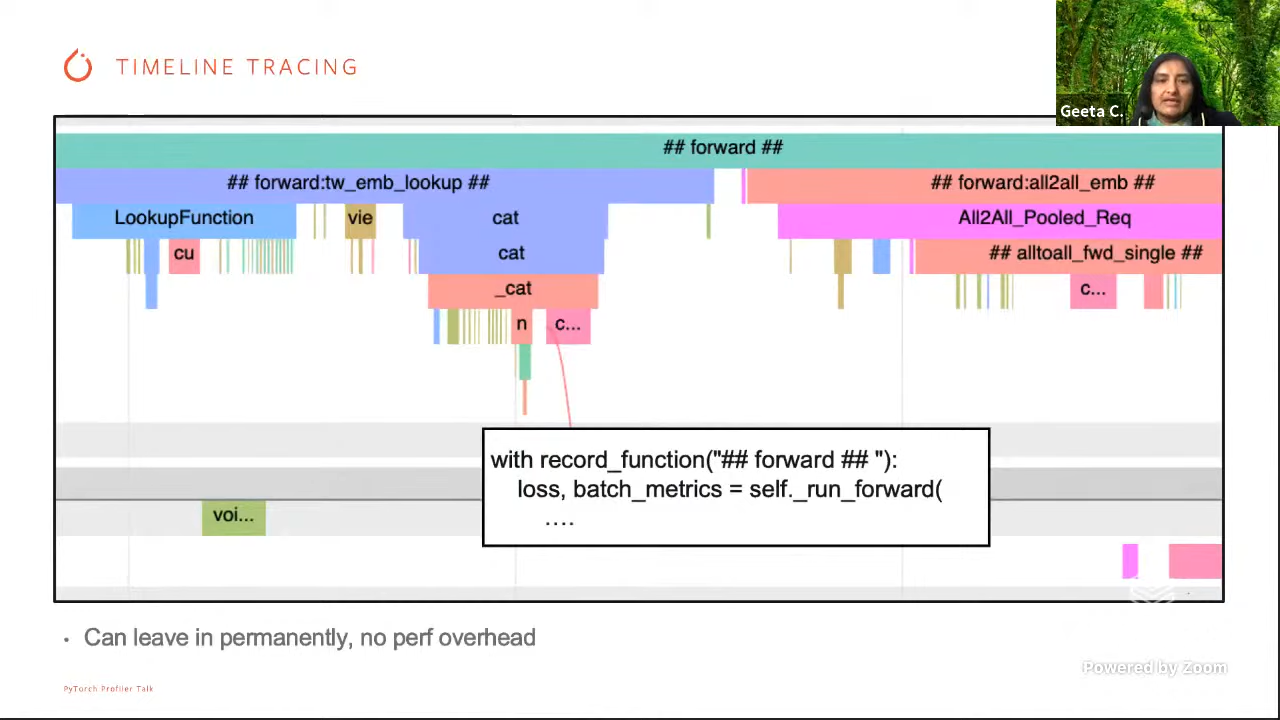 TIMELINE TRACING
Geeta C.
## forward ##
## forward:tw_emb_lookup ##
## forward:all2all_emb ##
LookupFunction
vie
cat
All2All_Pooled_Req
cu
cat
## alltoall_fwd_single ##
_cat
c...
n
c...
with record_function("## forward ## "):
loss, batch_metrics = self._run_forward(
....
voi...
• Can leave in permanently, no perf overhead
Powered by Zoom
PyTorch Profiler Talk